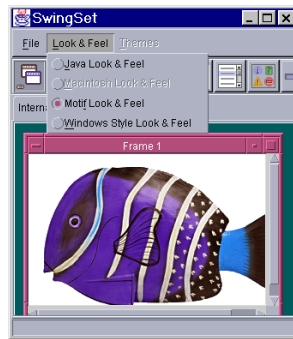 SwingSet
File Look & Feel Themes
Java Look & Feel
Macintosh Look & Feel
Motif Look & Feel
Windows Style Look & Feel
Intern
Frame 1